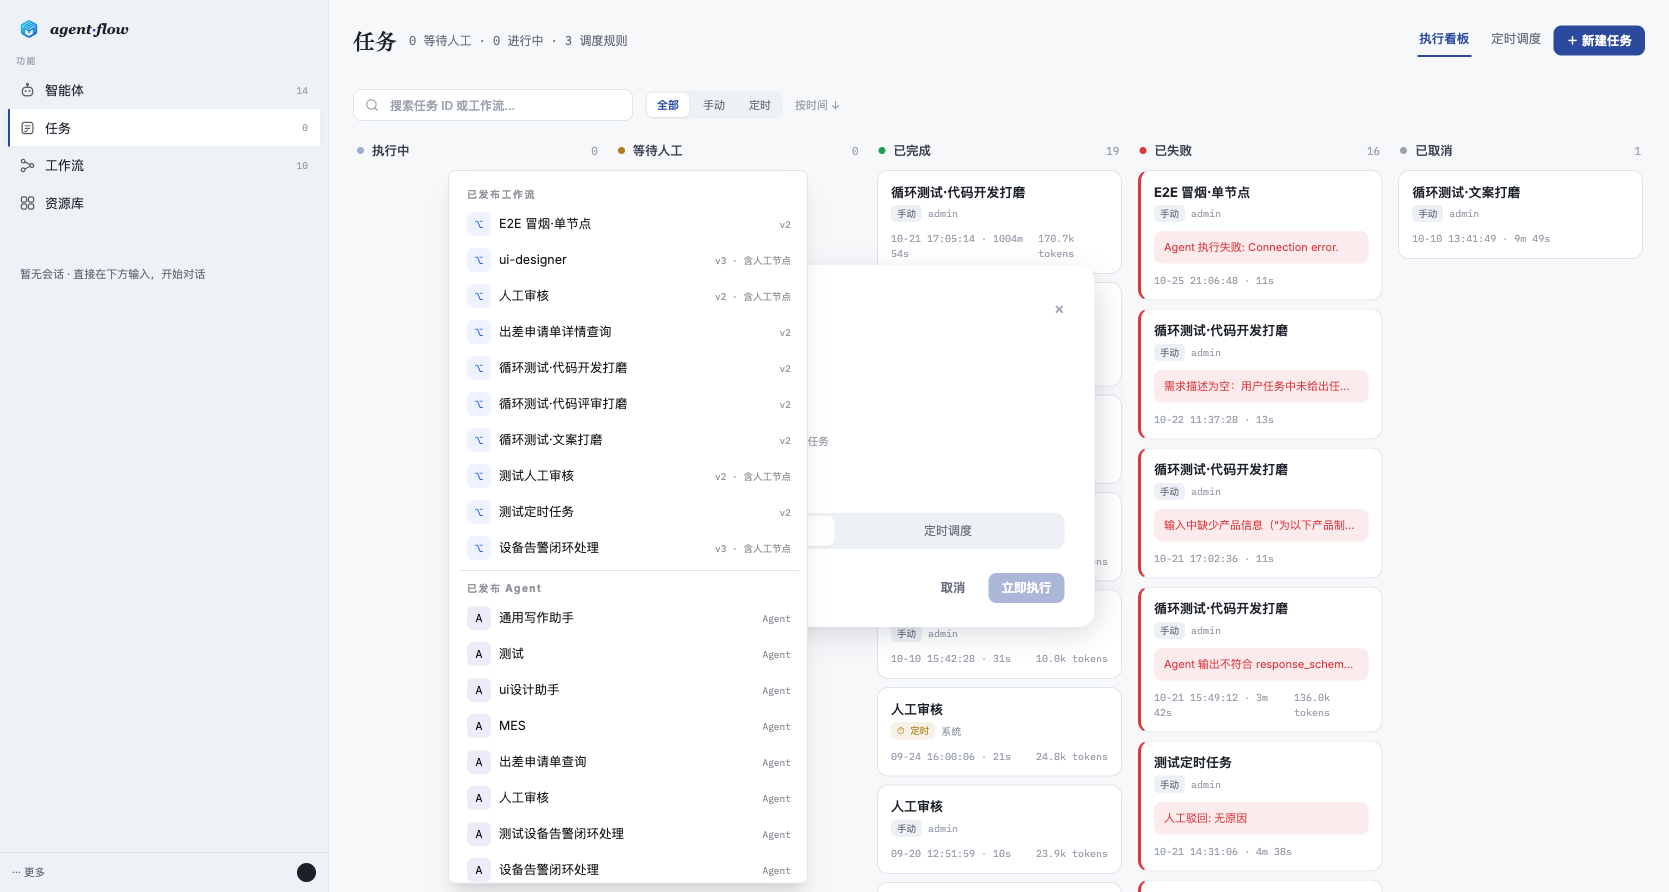 agent·flow
功能
智能体 14
任务 0
工作流 10
资源库
暂无会话 · 直接在下方输入，开始对话
··· 更多
任务 0 等待人工 · 0 进行中 · 3 调度规则
执行看板 定时调度 + 新建任务
搜索任务 ID 或工作流... 全部 手动 定时 按时间 ↓
执行中 0
等待人工 0
已完成 19
已失败 16
已取消 1
已发布工作流
E2E 冒烟·单节点 v2
ui-designer v3 · 含人工节点
人工审核 v2 · 含人工节点
出差申请单详情查询 v2
循环测试·代码开发打磨 v2
循环测试·代码评审打磨 v2
循环测试·文案打磨 v2
测试人工审核 v2 · 含人工节点
测试定时任务 v2
设备告警闭环处理 v3 · 含人工节点
已发布 Agent
A 通用写作助手 Agent
A 测试 Agent
A ui设计助手 Agent
A MES Agent
A 出差申请单查询 Agent
A 人工审核 Agent
A 测试设备告警闭环处理 Agent
A 设备告警闭环处理 Agent
×
任务
定时调度
取消 立即执行
循环测试·代码开发打磨
手动 admin
10-21 17:05:14 · 1004m 170.7k
54s tokens
ns
手动 admin
10-10 15:42:28 · 31s 10.0k tokens
人工审核
定时 系统
09-24 16:00:06 · 21s 24.8k tokens
人工审核
手动 admin
09-20 12:51:59 · 10s 23.9k tokens
E2E 冒烟·单节点
手动 admin
Agent 执行失败: Connection error.
10-25 21:06:48 · 11s
循环测试·代码开发打磨
手动 admin
需求描述为空：用户任务中未给出任...
10-22 11:37:28 · 13s
循环测试·代码开发打磨
手动 admin
输入中缺少产品信息（"为以下产品制...
10-21 17:02:36 · 11s
循环测试·代码开发打磨
手动 admin
Agent 输出不符合 response_schem...
10-21 15:49:12 · 3m 136.0k
42s tokens
测试定时任务
手动 admin
人工驳回: 无原因
10-21 14:31:06 · 4m 38s
循环测试·文案打磨
手动 admin
10-10 13:41:49 · 9m 49s